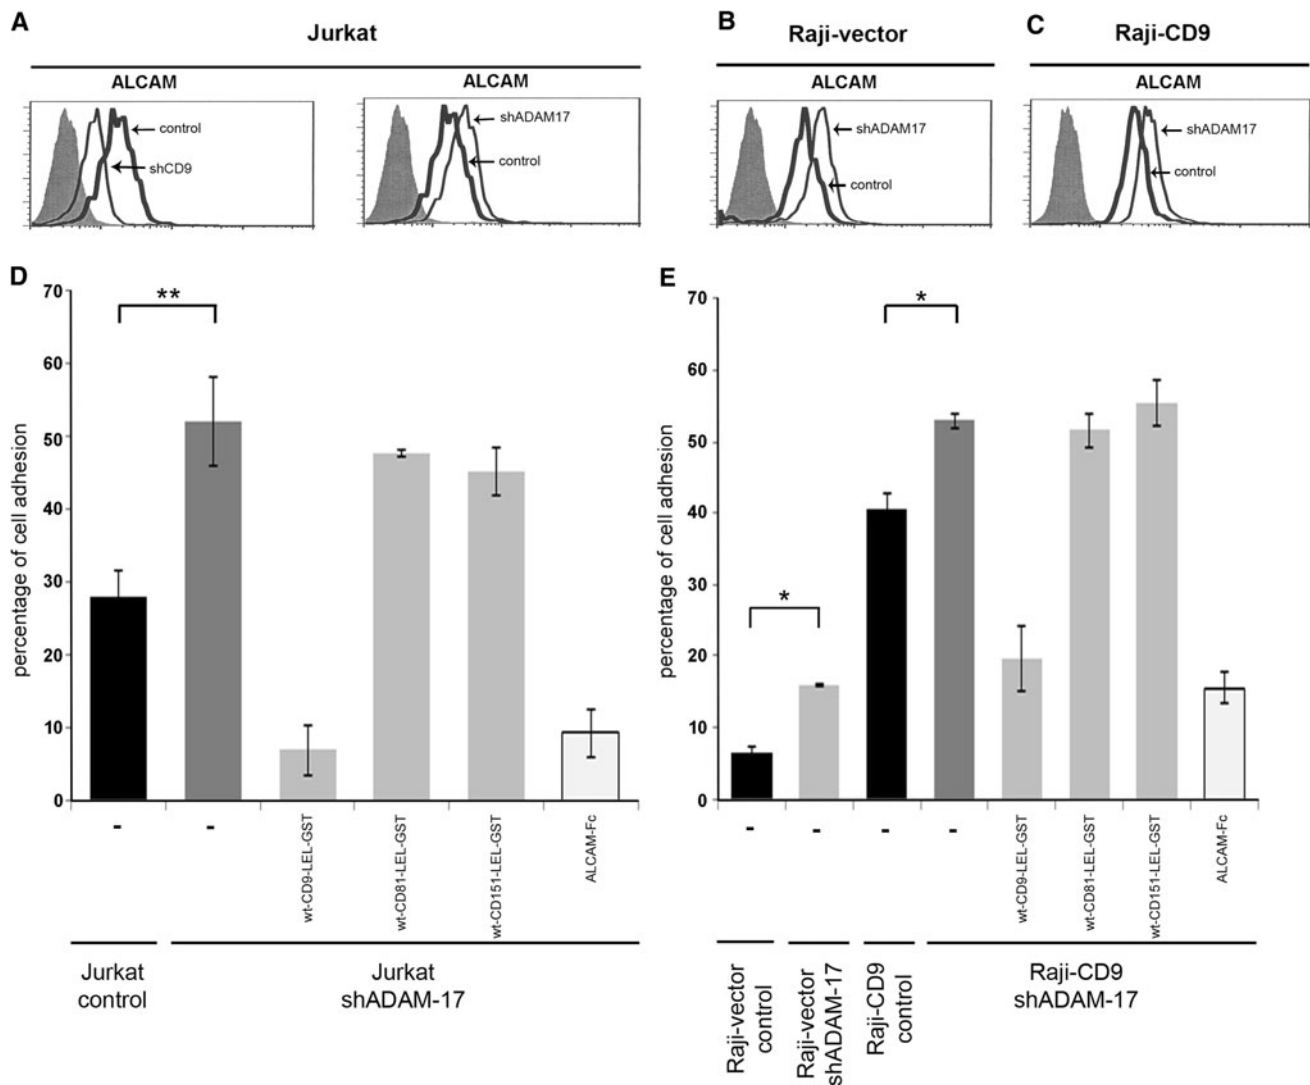 A
Jurkat
ALCAM
control
shCD9
ALCAM
shADAM17
control
B
Raji-vector
ALCAM
shADAM17
control
C
Raji-CD9
ALCAM
shADAM17
control
D
percentage of cell adhesion
70
60
50
40
30
20
10
0
**
-
-
wt-CD9-LEL-GST
wt-CD81-LEL-GST
wt-CD151-LEL-GST
ALCAM-Fc
Jurkat
control
Jurkat
shADAM-17
E
percentage of cell adhesion
70
60
50
40
30
20
10
0
*
*
-
-
-
-
wt-CD9-LEL-GST
wt-CD81-LEL-GST
wt-CD151-LEL-GST
ALCAM-Fc
Raji-vector
control
Raji-vector
shADAM-17
Raji-CD9
control
Raji-CD9
shADAM-17